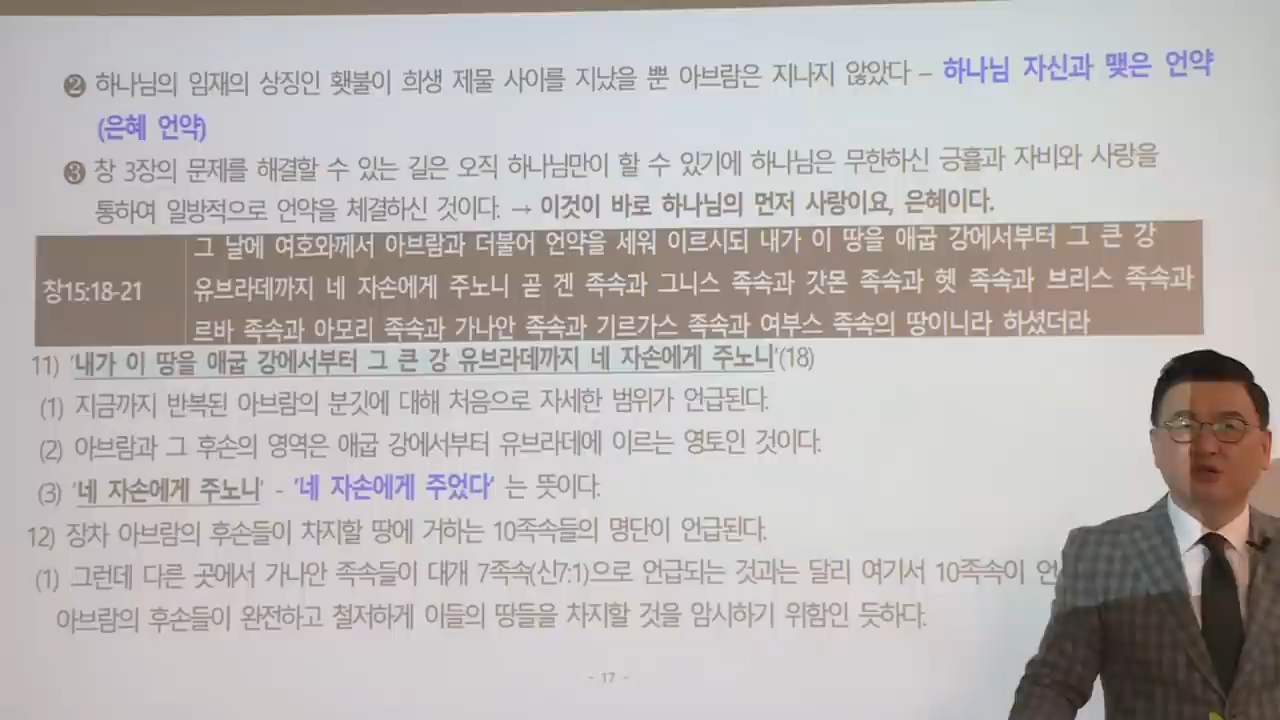 ❷ 하나님의 임재의 상징인 횃불이 희생 제물 사이를 지났을 뿐 아브람은 지나지 않았다 – 하나님 자신과 맺은 언약
(은혜 언약)
❸ 창 3장의 문제를 해결할 수 있는 길은 오직 하나님만이 할 수 있기에 하나님은 무한하신 긍휼과 자비와 사랑을
통하여 일방적으로 언약을 체결하신 것이다. → 이것이 바로 하나님의 먼저 사랑이요, 은혜이다.
창15:18-21
그 날에 여호와께서 아브람과 더불어 언약을 세워 이르시되 내가 이 땅을 애굽 강에서부터 그 큰 강
유브라데까지 네 자손에게 주노니 곧 겐 족속과 그니스 족속과 갓몬 족속과 헷 족속과 브리스 족속과
르바 족속과 아모리 족속과 가나안 족속과 기르가스 족속과 여부스 족속의 땅이니라 하셨더라
11) '내가 이 땅을 애굽 강에서부터 그 큰 강 유브라데까지 네 자손에게 주노니'(18)
(1) 지금까지 반복된 아브람의 분깃에 대해 처음으로 자세한 범위가 언급된다.
(2) 아브람과 그 후손의 영역은 애굽 강에서부터 유브라데에 이르는 영토인 것이다.
(3) '네 자손에게 주노니' - '네 자손에게 주었다' 는 뜻이다.
12) 장차 아브람의 후손들이 차지할 땅에 거하는 10족속들의 명단이 언급된다.
(1) 그런데 다른 곳에서 가나안 족속들이 대개 7족속(신7:1)으로 언급되는 것과는 달리 여기서 10족속이 언
아브람의 후손들이 완전하고 철저하게 이들의 땅들을 차지할 것을 암시하기 위함인 듯하다.
- 17 -